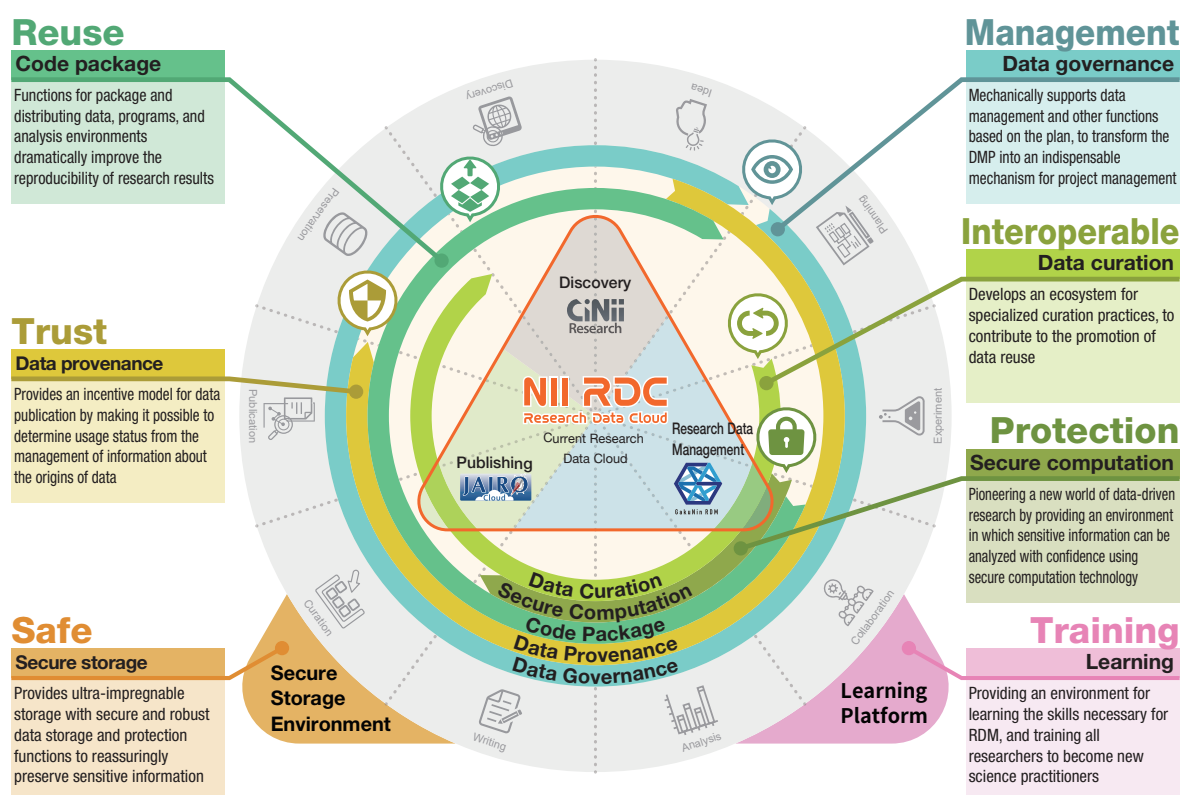 Reuse
Code package
Functions for package and
distributing data, programs, and
analysis environments
dramatically improve the
reproducibility of research results
Trust
Data provenance
Provides an incentive model for data
publication by making it possible to
determine usage status from the
management of information about
the origins of data
Safe
Secure storage
Provides ultra-impregnable
storage with secure and robust
data storage and protection
functions to reassuringly
preserve sensitive information
Discovery
Idea
Preservation
Planning
Publication
Experiment
Curation
Collaboration
Writing
Analysis
Discovery
CiNii
Research
NII RDC
Research Data Cloud
Current Research
Data Cloud
Publishing
JAIRO
Cloud
Research Data
Management
GakuNin RDM
Data Curation
Secure Computation
Code Package
Data Provenance
Data Governance
Secure
Storage
Environment
Learning
Platform
Management
Data governance
Mechanically supports data
management and other functions
based on the plan, to transform the
DMP into an indispensable
mechanism for project management
Interoperable
Data curation
Develops an ecosystem for
specialized curation practices, to
contribute to the promotion of
data reuse
Protection
Secure computation
Pioneering a new world of data-driven
research by providing an environment
in which sensitive information can be
analyzed with confidence using
secure computation technology
Training
Learning
Providing an environment for
learning the skills necessary for
RDM, and training all
researchers to become new
science practitioners